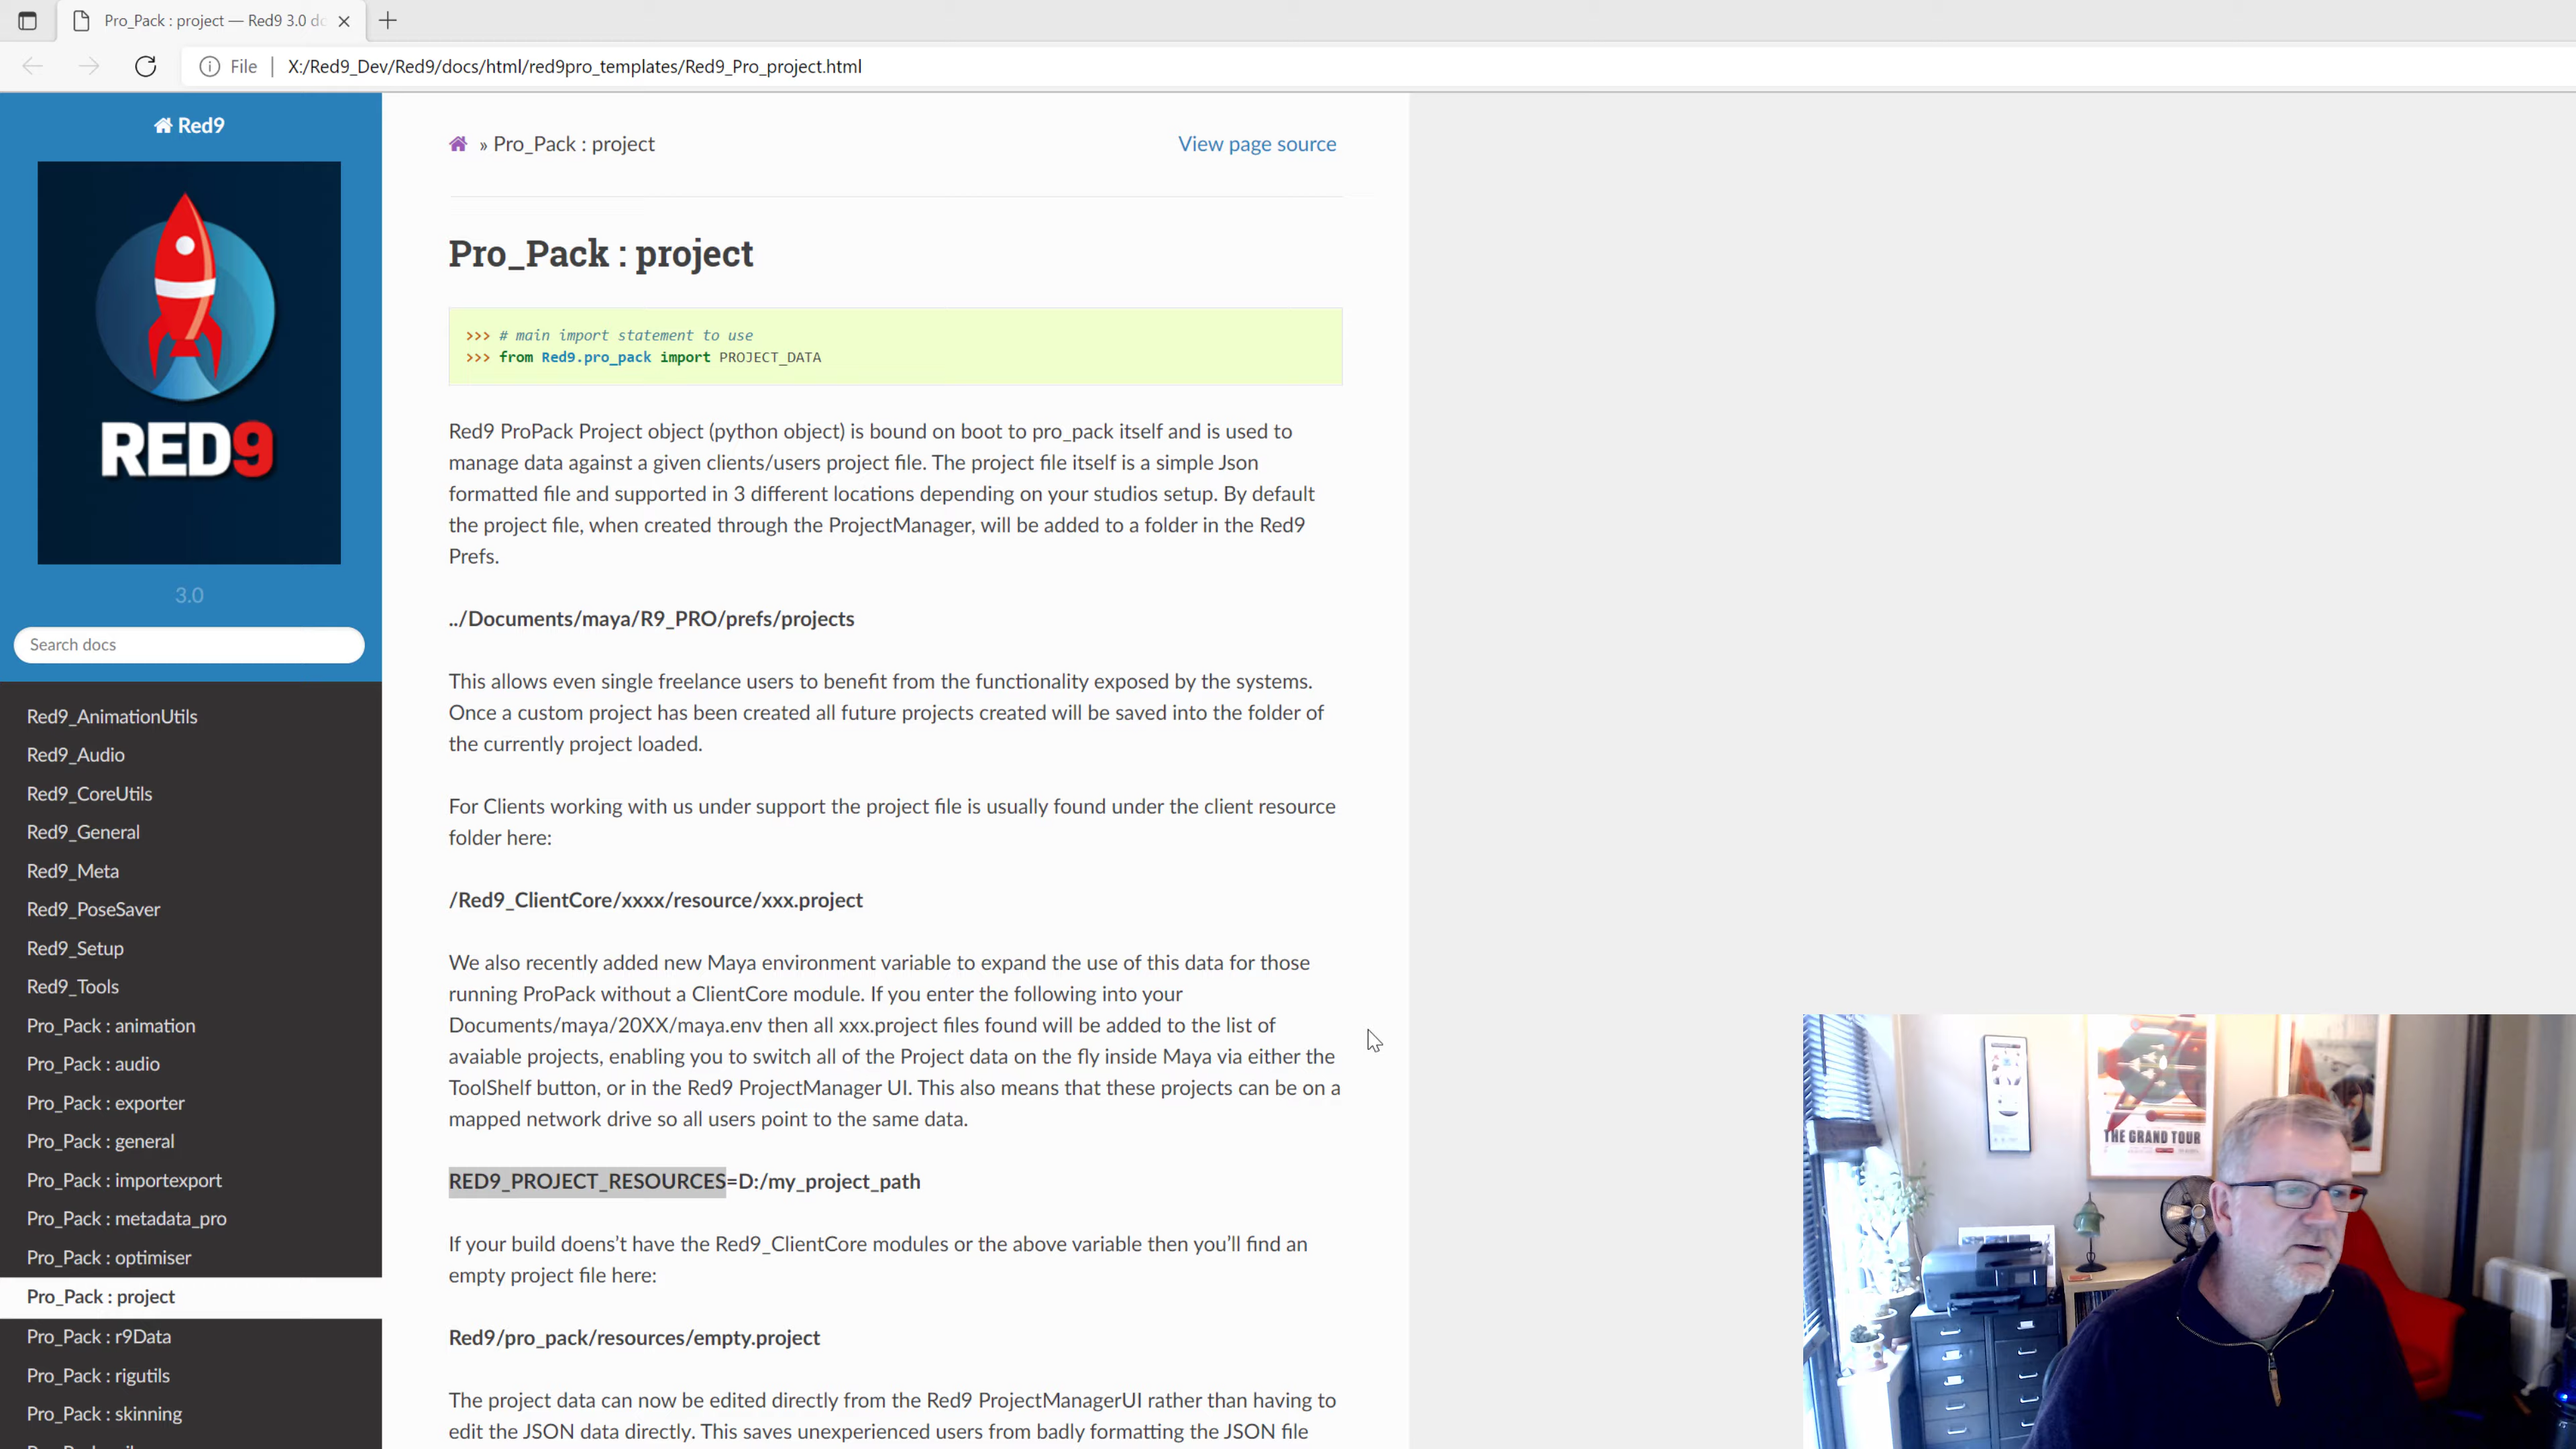 Pro_Pack : project — Red9 3.0 do
File
X:/Red9_Dev/Red9/docs/html/red9pro_templates/Red9_Pro_project.html
Red9
RED9
3.0
Search docs
Red9_AnimationUtils
Red9_Audio
Red9_CoreUtils
Red9_General
Red9_Meta
Red9_PoseSaver
Red9_Setup
Red9_Tools
Pro_Pack : animation
Pro_Pack : audio
Pro_Pack : exporter
Pro_Pack : general
Pro_Pack : importexport
Pro_Pack : metadata_pro
Pro_Pack : optimiser
Pro_Pack : project
Pro_Pack : r9Data
Pro_Pack : rigutils
Pro_Pack : skinning
» Pro_Pack : project
View page source
Pro_Pack : project
>>> # main import statement to use
>>> from Red9.pro_pack import PROJECT_DATA
Red9 ProPack Project object (python object) is bound on boot to pro_pack itself and is used to
manage data against a given clients/users project file. The project file itself is a simple Json
formatted file and supported in 3 different locations depending on your studios setup. By default
the project file, when created through the ProjectManager, will be added to a folder in the Red9
Prefs.
../Documents/maya/R9_PRO/prefs/projects
This allows even single freelance users to benefit from the functionality exposed by the systems.
Once a custom project has been created all future projects created will be saved into the folder of
the currently project loaded.
For Clients working with us under support the project file is usually found under the client resource
folder here:
/Red9_ClientCore/xxxx/resource/xxx.project
We also recently added new Maya environment variable to expand the use of this data for those
running ProPack without a ClientCore module. If you enter the following into your
Documents/maya/20XX/maya.env then all xxx.project files found will be added to the list of
avaiable projects, enabling you to switch all of the Project data on the fly inside Maya via either the
ToolShelf button, or in the Red9 ProjectManager UI. This also means that these projects can be on a
mapped network drive so all users point to the same data.
RED9_PROJECT_RESOURCES=D:/my_project_path
If your build doens't have the Red9_ClientCore modules or the above variable then you'll find an
empty project file here:
Red9/pro_pack/resources/empty.project
The project data can now be edited directly from the Red9 ProjectManagerUI rather than having to
edit the JSON data directly. This saves unexperienced users from badly formatting the JSON file
THE GRAND TOUR